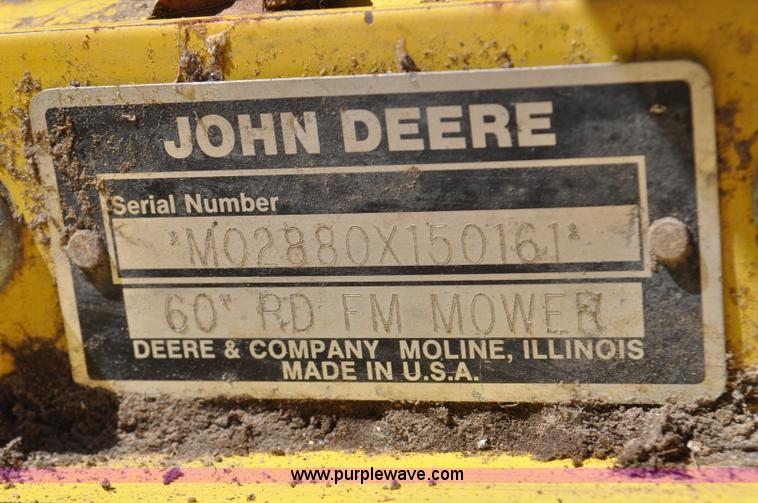 JOHN DEERE
Serial Number
*M02880X150161*
60" RD FM MOWER
DEERE & COMPANY MOLINE, ILLINOIS
MADE IN U.S.A.
www.purplewave.com